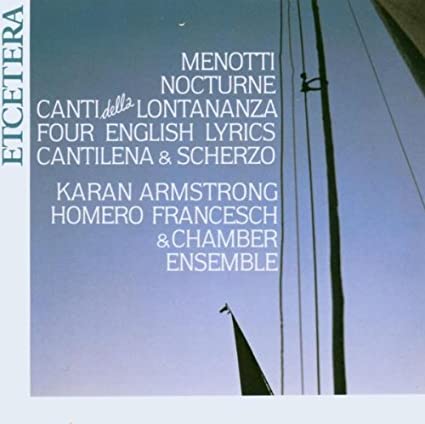 ETCETERA
MENOTTI
NOCTURNE
CANTI della LONTANANZA
FOUR ENGLISH LYRICS
CANTILENA & SCHERZO
KARAN ARMSTRONG
HOMERO FRANCESCH
& CHAMBER
ENSEMBLE